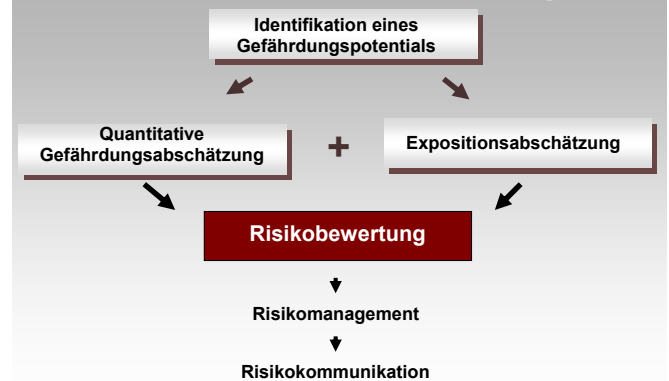 Identifikation eines
Gefährdungspotentials
Quantitative
Gefährdungsabschätzung
+
Expositionsabschätzung
Risikobewertung
Risikomanagement
Risikokommunikation